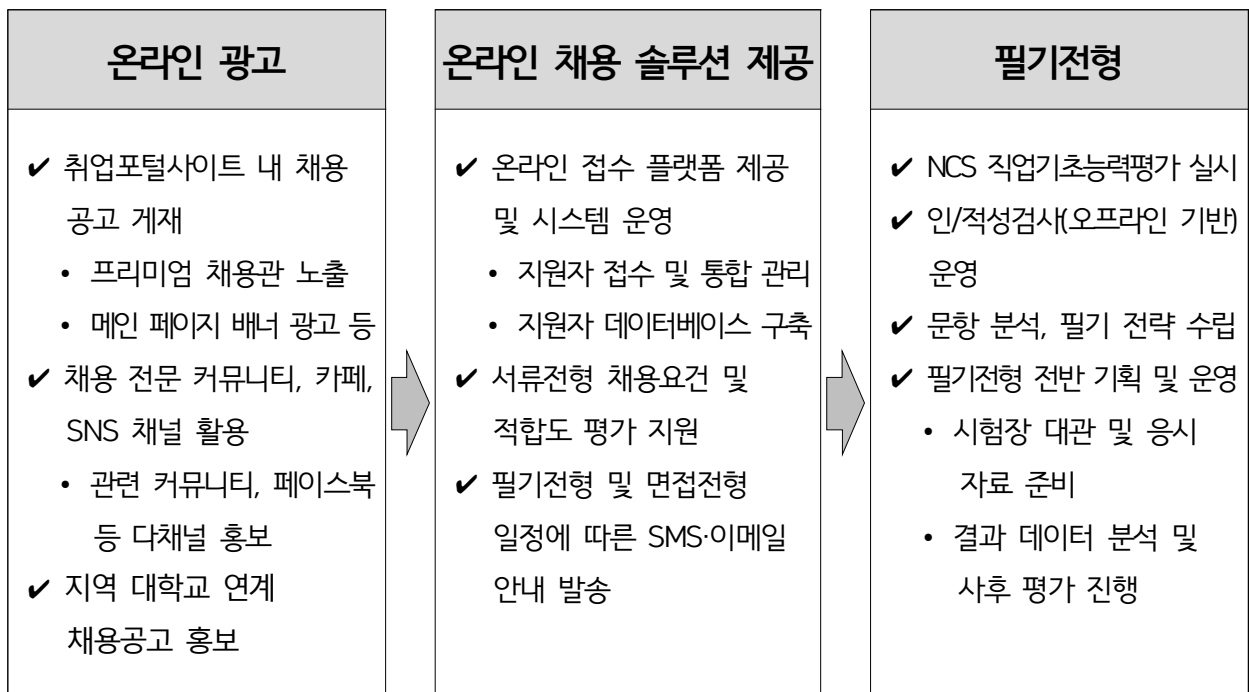 온라인 광고
✔ 취업포털사이트 내 채용
공고 게재
• 프리미엄 채용관 노출
• 메인 페이지 배너 광고 등
✔ 채용 전문 커뮤니티, 카페,
SNS 채널 활용
• 관련 커뮤니티, 페이스북
등 다채널 홍보
✔ 지역 대학교 연계
채용공고 홍보
온라인 채용 솔루션 제공
✔ 온라인 접수 플랫폼 제공
및 시스템 운영
• 지원자 접수 및 통합 관리
• 지원자 데이터베이스 구축
✔ 서류전형 채용요건 및
적합도 평가 지원
✔ 필기전형 및 면접전형
일정에 따른 SMS·이메일
안내 발송
필기전형
✔ NCS 직업기초능력평가 실시
✔ 인/적성검사(오프라인 기반)
운영
✔ 문항 분석, 필기 전략 수립
✔ 필기전형 전반 기획 및 운영
• 시험장 대관 및 응시
자료 준비
• 결과 데이터 분석 및
사후 평가 진행